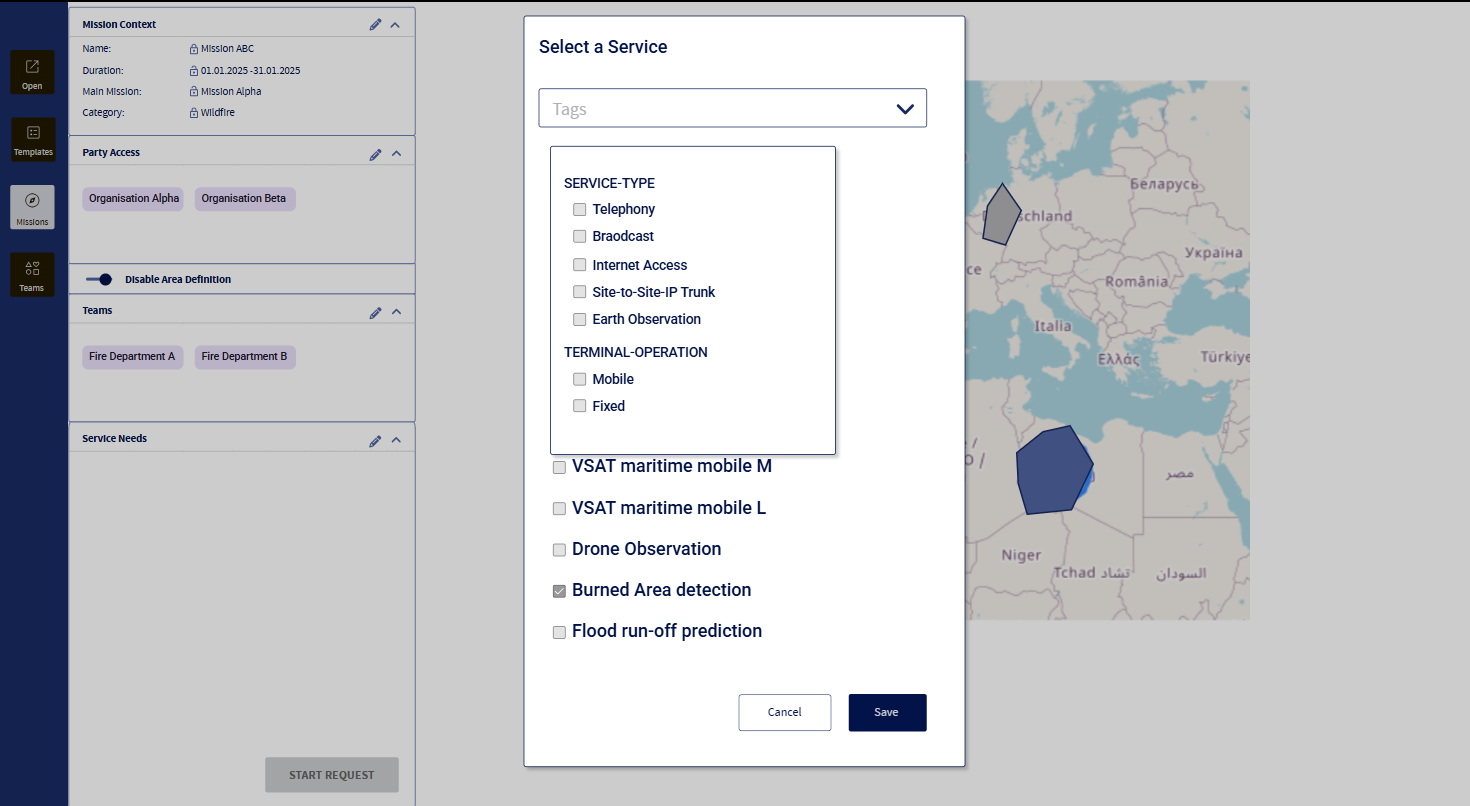 Open
Templates
Missions
Teams
Mission Context
Name: Mission ABC
Duration: 01.01.2025 -31.01.2025
Main Mission: Mission Alpha
Category: Wildfire
Party Access
Organisation Alpha Organisation Beta
Disable Area Definition
Teams
Fire Department A Fire Department B
Service Needs
START REQUEST
Select a Service
Tags
SERVICE-TYPE
Telephony
Braodcast
Internet Access
Site-to-Site-IP Trunk
Earth Observation
TERMINAL-OPERATION
Mobile
Fixed
VSAT maritime mobile M
VSAT maritime mobile L
Drone Observation
Burned Area detection
Flood run-off prediction
Cancel Save
Беларусь
schland
Україна
ce
România
Italia
Ελλάς
Türkiye
/
O /
مصر
Niger
Tchad تشاد
السودان